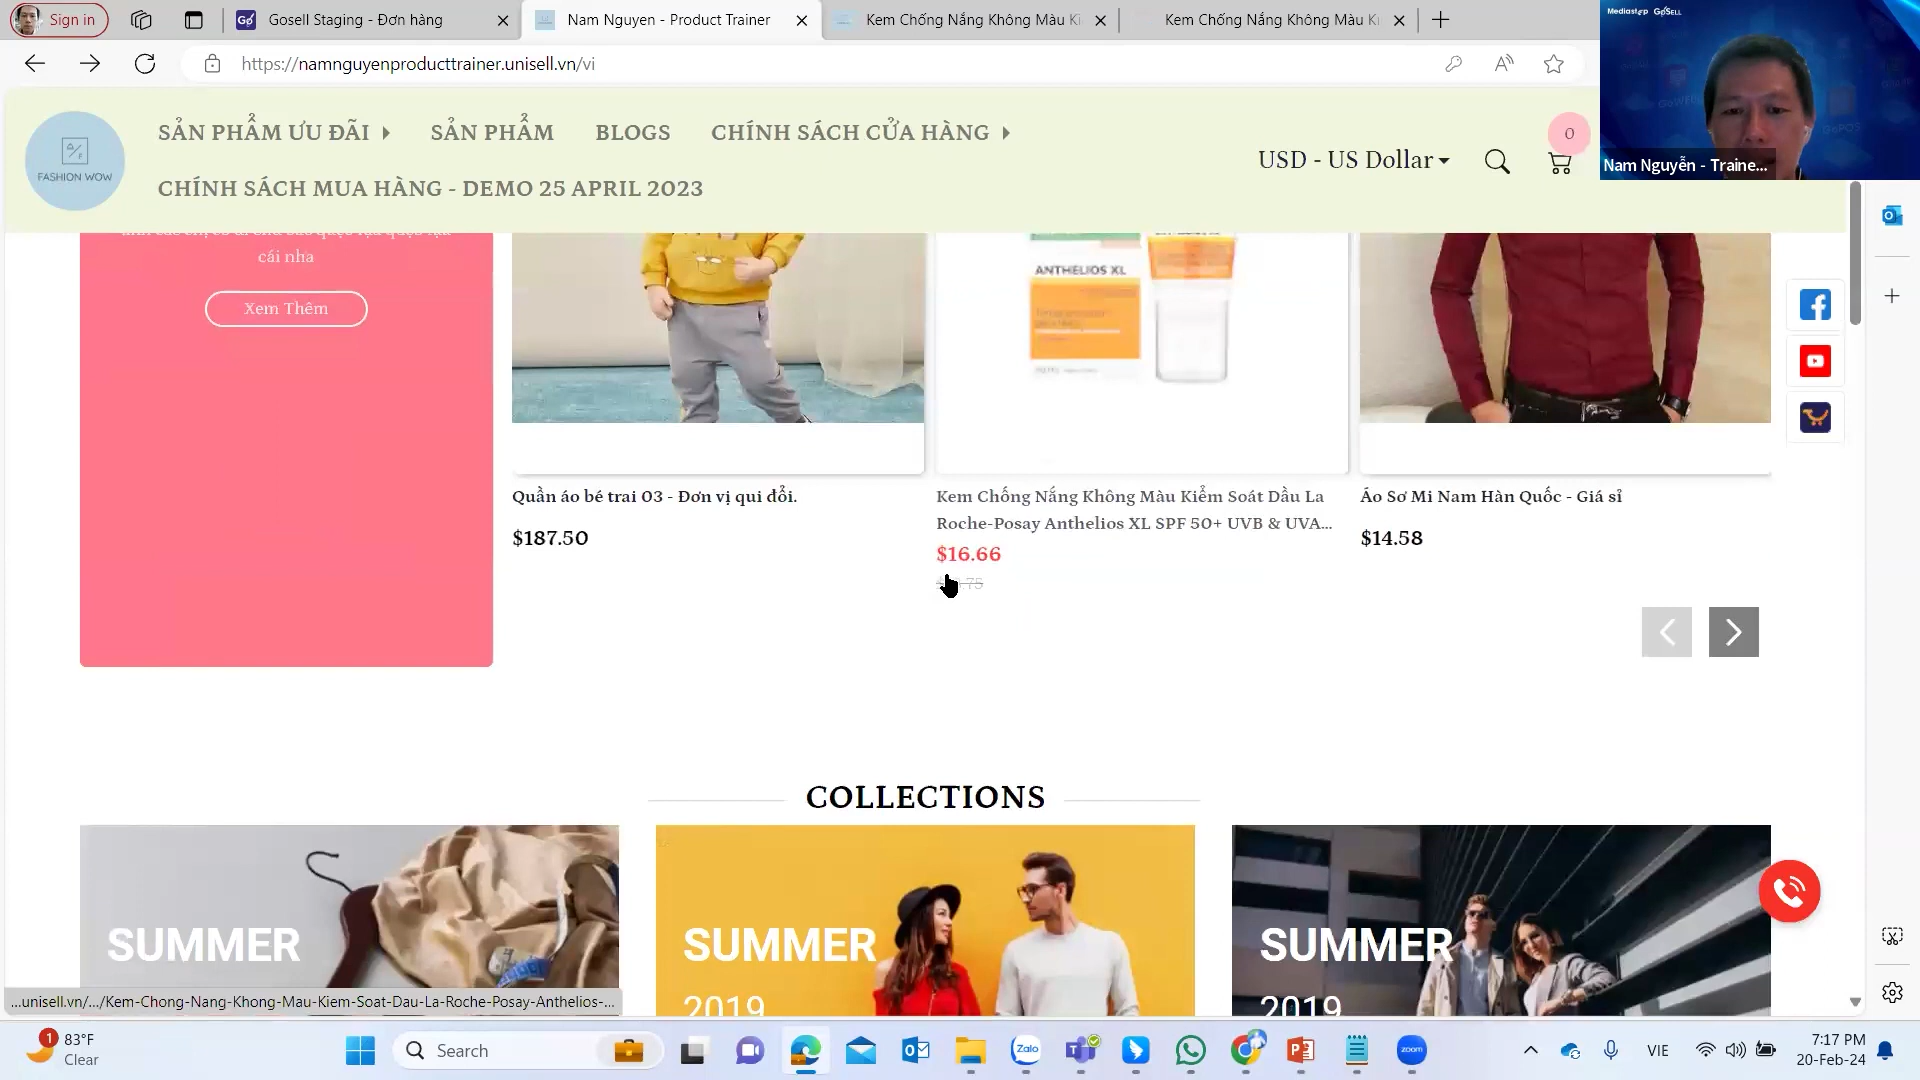 Sign in
Gosell Staging - Đơn hàng
Nam Nguyen - Product Trainer
Kem Chống Nắng Không Màu Ki
Kem Chống Nắng Không Màu Ki
https://namnguyenproducttrainer.unisell.vn/vi
Mediastep GoSELL
Nam Nguyễn - Traine...
FASHION WOW
SẢN PHẨM ƯU ĐÃI
SẢN PHẨM
BLOGS
CHÍNH SÁCH CỬA HÀNG
CHÍNH SÁCH MUA HÀNG - DEMO 25 APRIL 2023
USD - US Dollar
0
cái nha
Xem Thêm
ANTHELIOS XL
Quần áo bé trai 03 - Đơn vị qui đổi.
$187.50
Kem Chống Nắng Không Màu Kiểm Soát Dầu La
Roche-Posay Anthelios XL SPF 50+ UVB & UVA...
$16.66
Áo Sơ Mi Nam Hàn Quốc - Giá sỉ
$14.58
COLLECTIONS
SUMMER
SUMMER
2019
SUMMER
2019
...unisell.vn/.../Kem-Chong-Nang-Khong-Mau-Kiem-Soat-Dau-La-Roche-Posay-Anthelios-...
1
83°F
Clear
Search
Zalo
zoom
VIE
7:17 PM
20-Feb-24